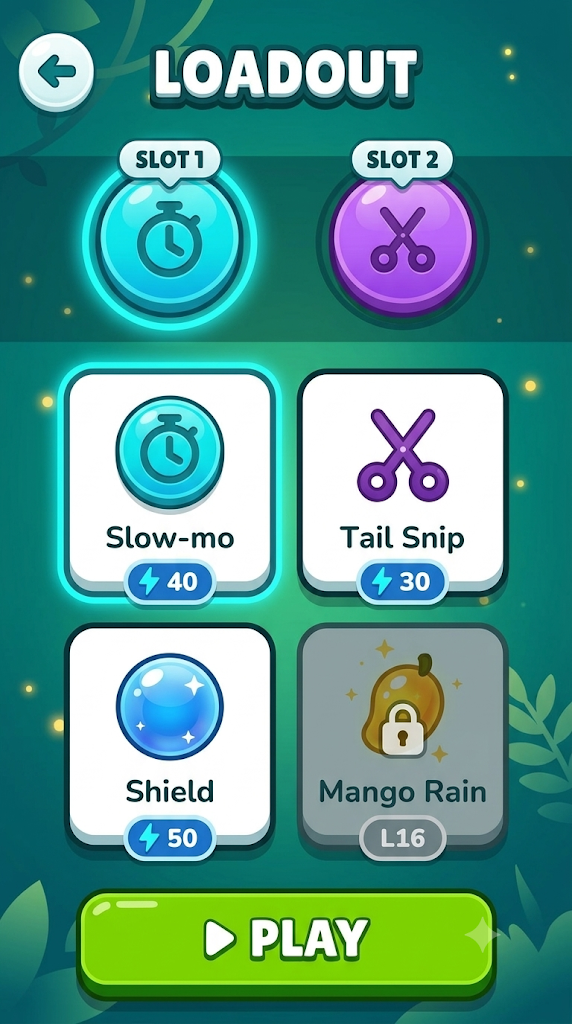 LOADOUT
SLOT 1
SLOT 2
Slow-mo
40
Tail Snip
30
Shield
50
Mango Rain
L16
PLAY